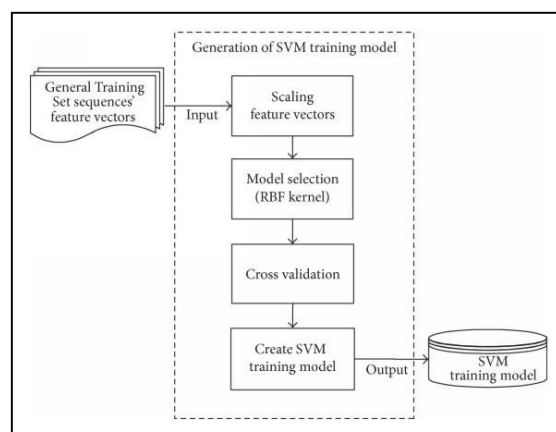 Generation of SVM training model
General Training
Set sequences'
feature vectors
Input
Scaling
feature vectors
Model selection
(RBF kernel)
Cross validation
Create SVM
training model
Output
SVM
training model